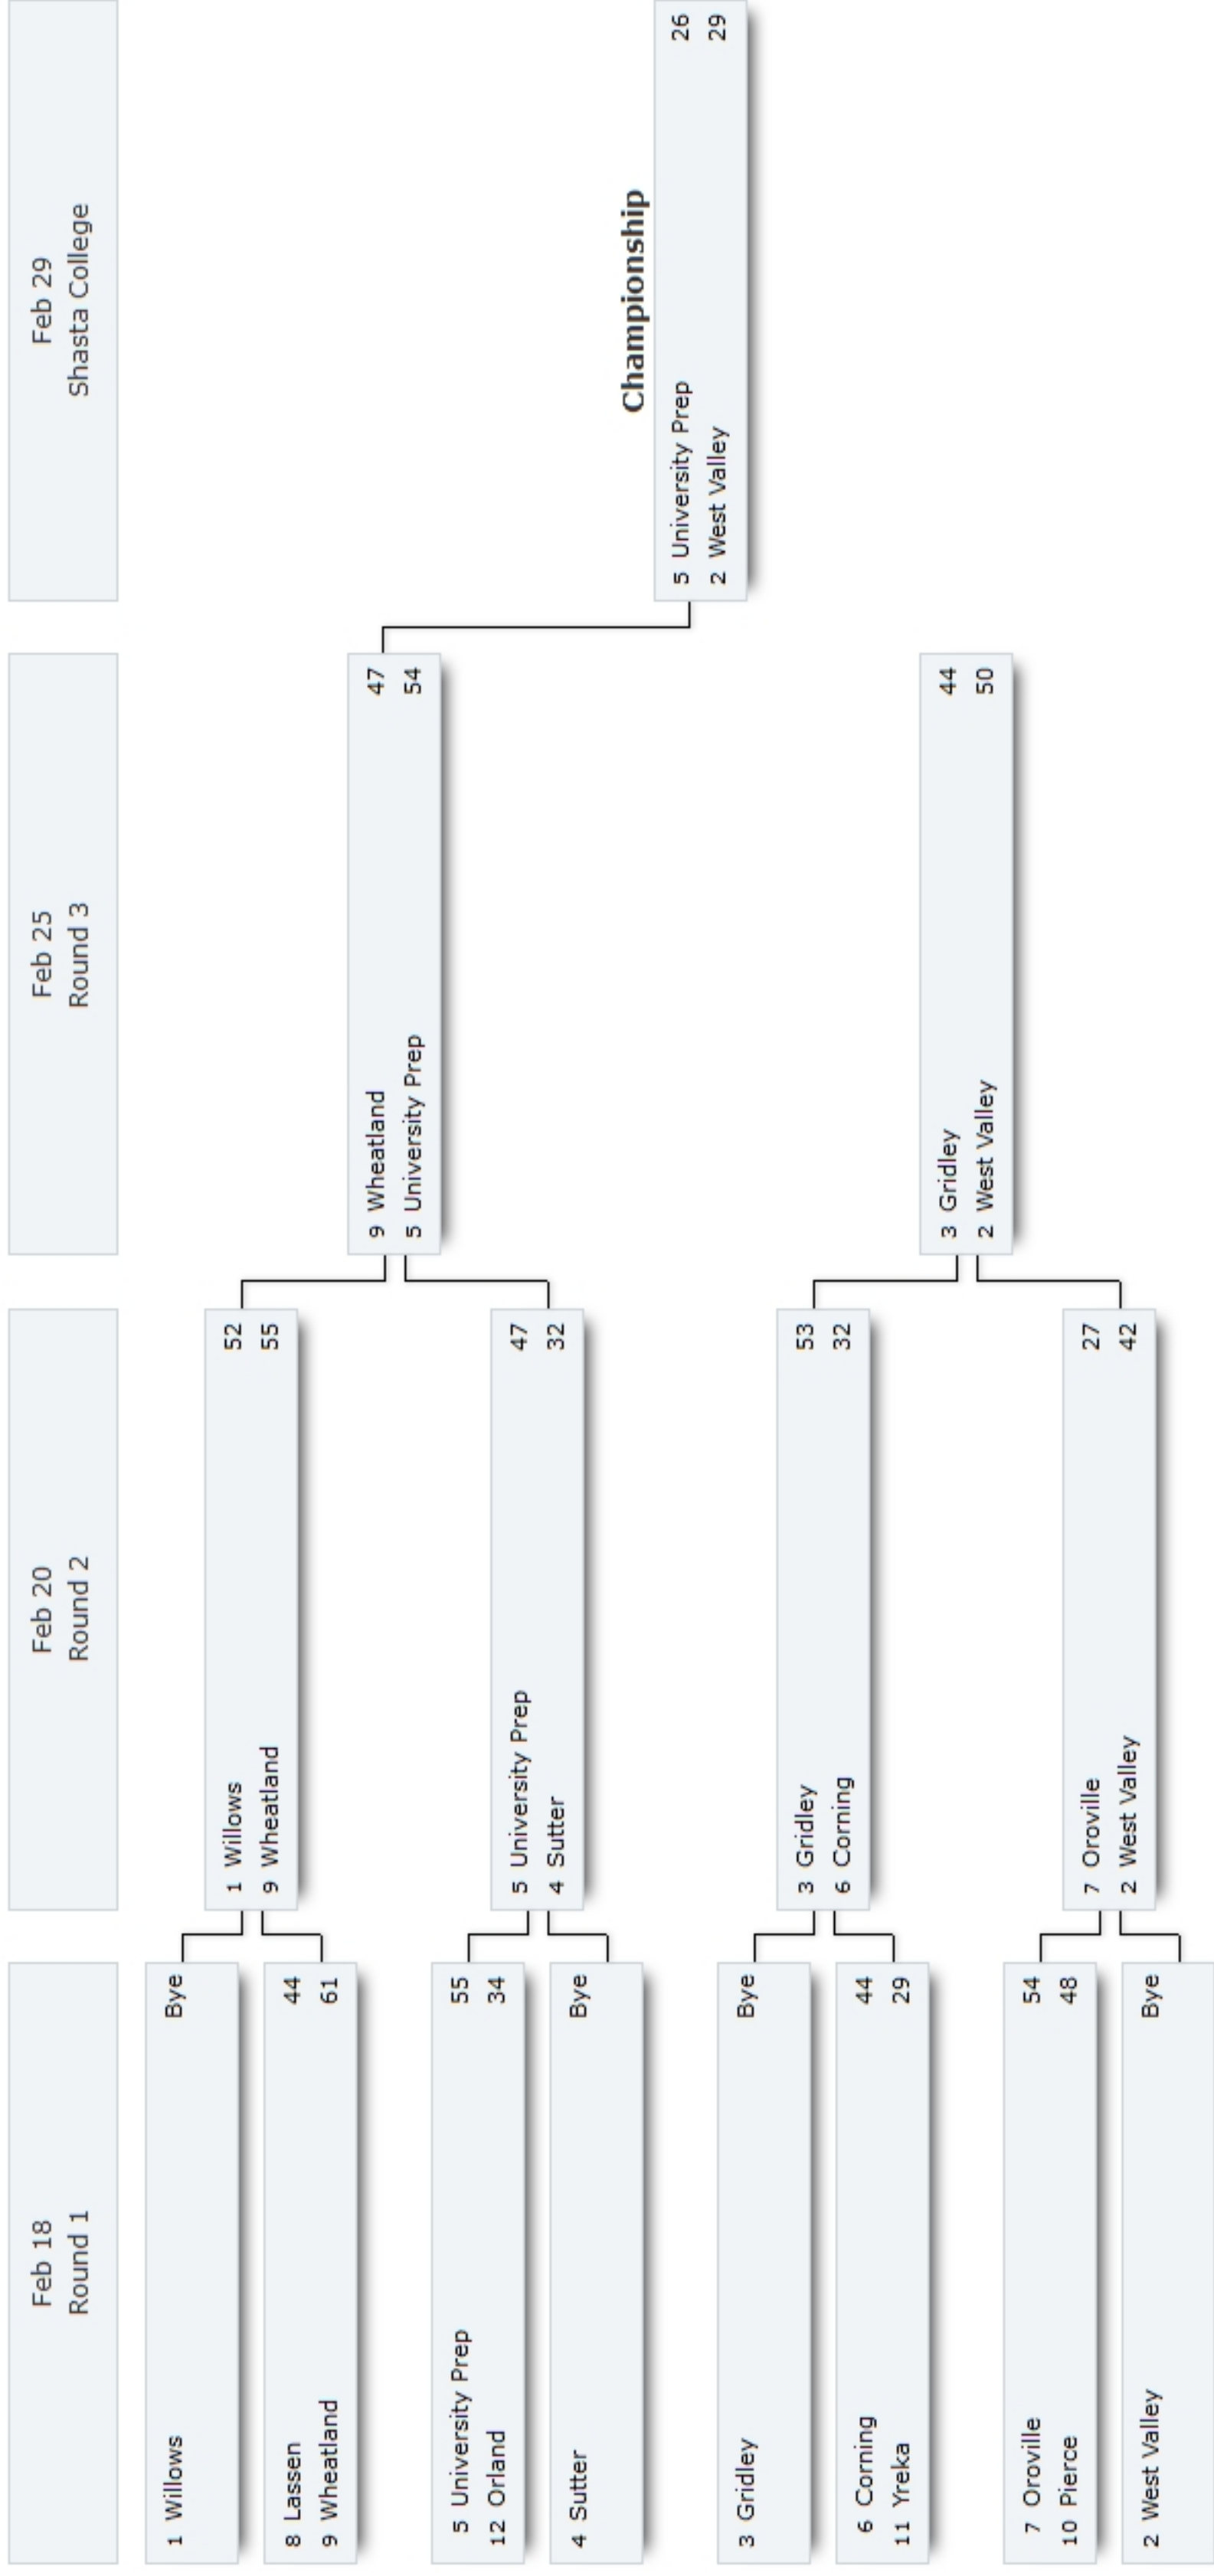 Feb 18
Round 1
Feb 20
Round 2
Feb 25
Round 3
Feb 29
Shasta College
1 Willows Bye
8 Lassen 44
9 Wheatland 61
5 University Prep 55
12 Orland 34
4 Sutter Bye
3 Gridley Bye
6 Corning 44
11 Yreka 29
7 Oroville 54
10 Pierce 48
2 West Valley Bye
1 Willows 52
9 Wheatland 55
5 University Prep 47
4 Sutter 32
3 Gridley 53
6 Corning 32
7 Oroville 27
2 West Valley 42
9 Wheatland 47
5 University Prep 54
3 Gridley 44
2 West Valley 50
Championship
5 University Prep 26
2 West Valley 29